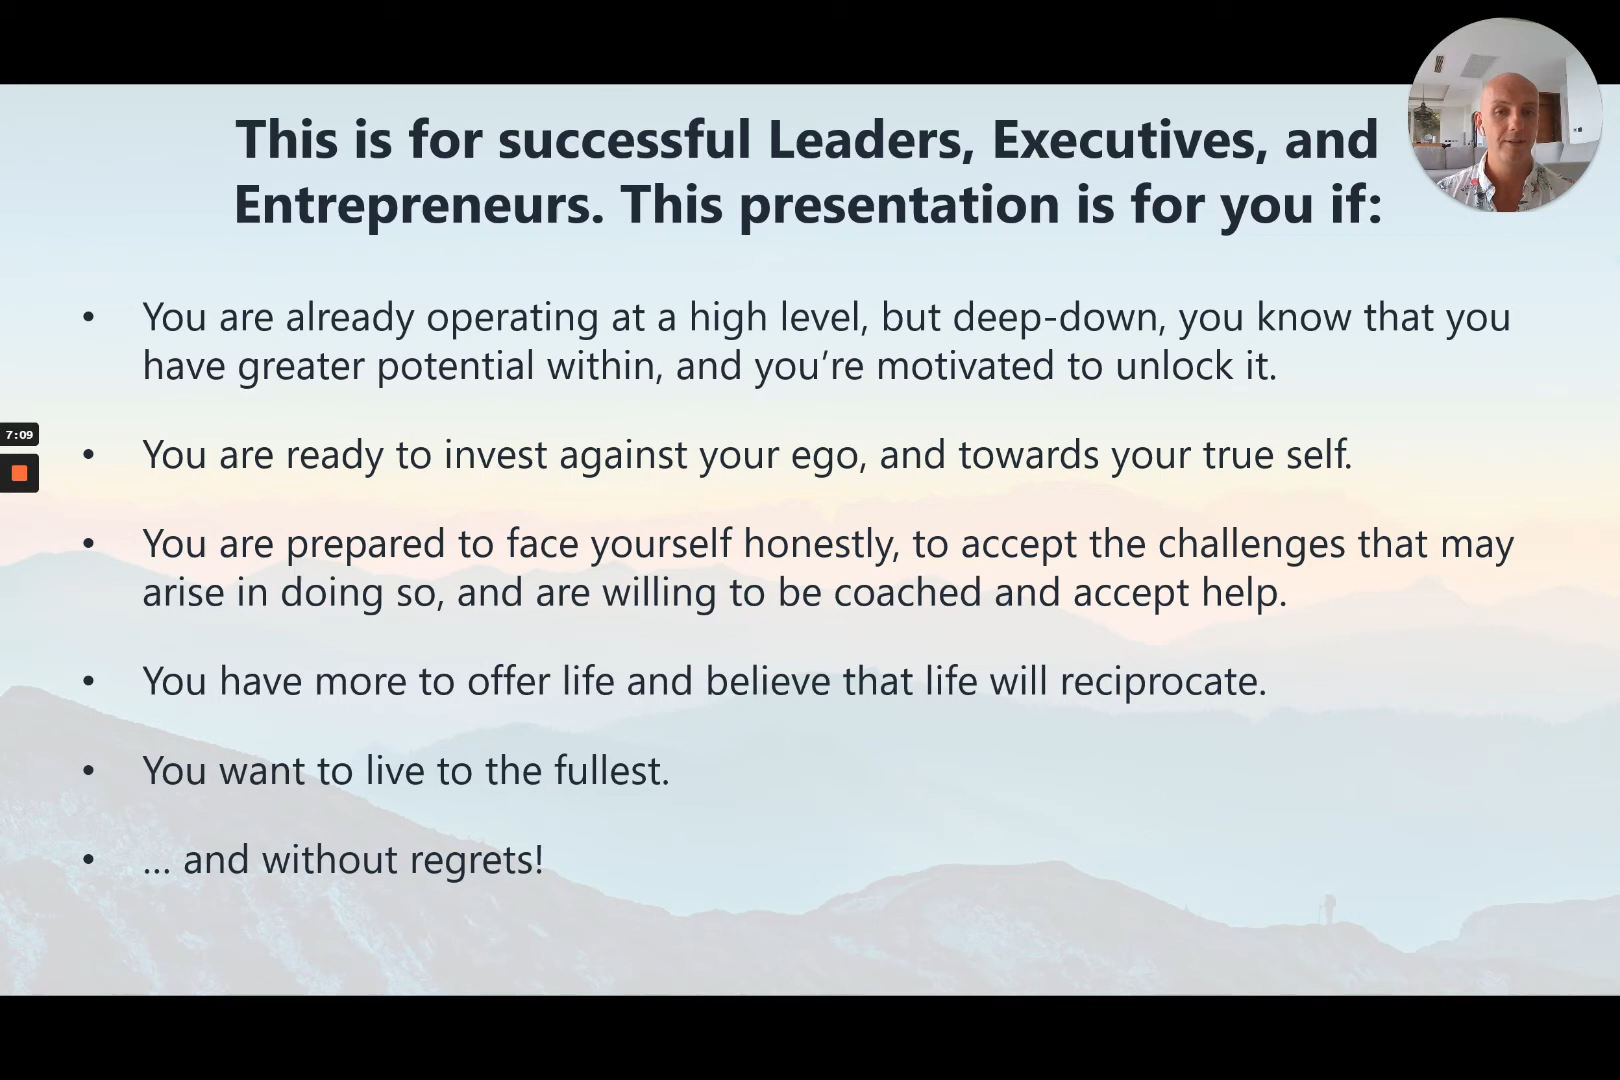 This is for successful Leaders, Executives, and
Entrepreneurs. This presentation is for you if:
• You are already operating at a high level, but deep-down, you know that you
have greater potential within, and you’re motivated to unlock it.
7:09
• You are ready to invest against your ego, and towards your true self.
• You are prepared to face yourself honestly, to accept the challenges that may
arise in doing so, and are willing to be coached and accept help.
• You have more to offer life and believe that life will reciprocate.
• You want to live to the fullest.
• … and without regrets!